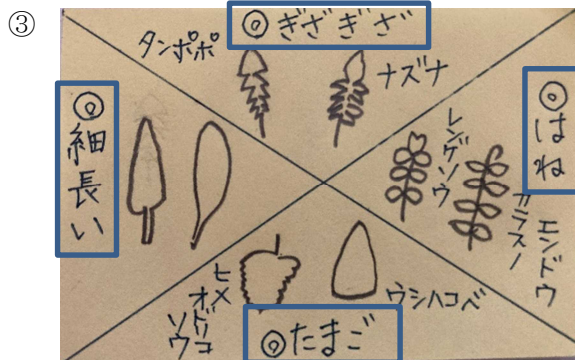 ③
◎ぎざぎざ
タンポポ
ナズナ
◎はね
レンゲソウ
カラスノ
エンドウ
◎細長い
ヒメ
オドリコ
ソウ
ウシハコベ
◎たまご